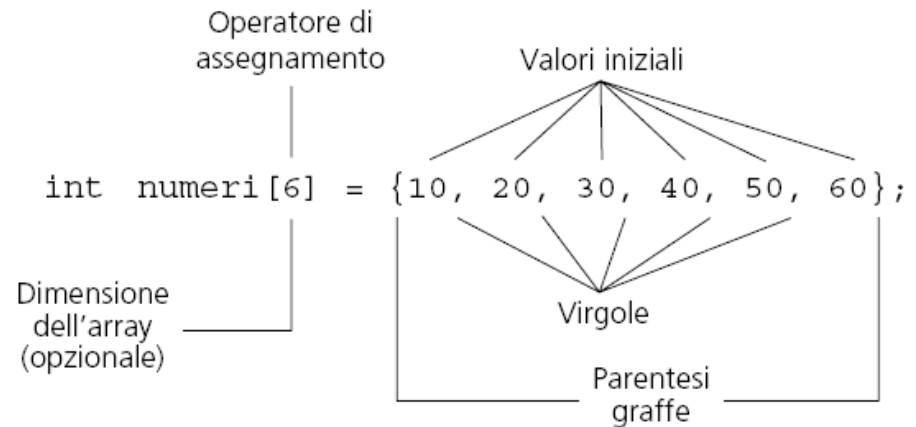 Operatore di
assegnamento
Valori iniziali
int numeri[6] = {10, 20, 30, 40, 50, 60};
Dimensione
dell'array
(opzionale)
Virgole
Parentesi
graffe